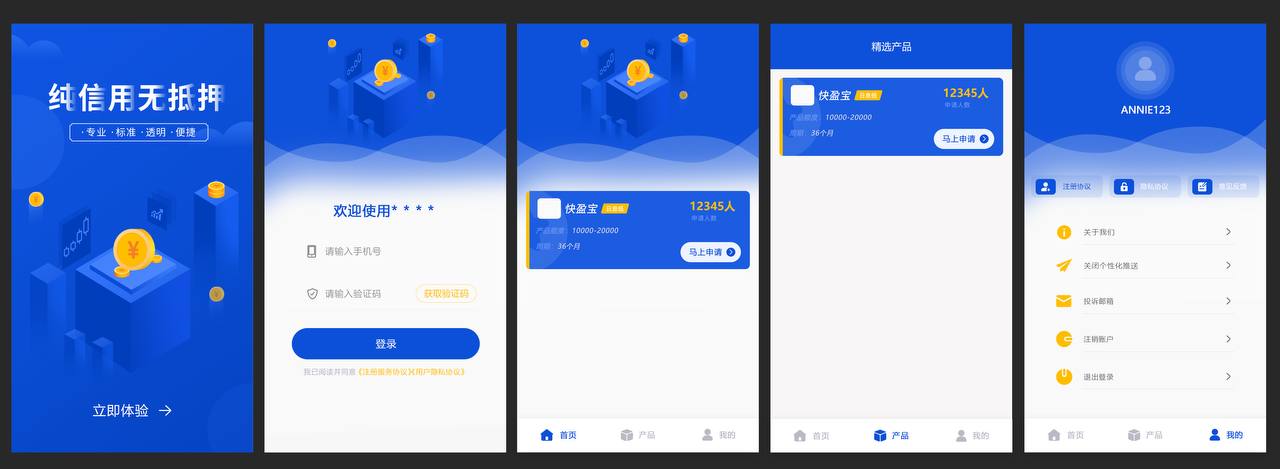 纯信用无抵押
·专业 ·标准 ·透明 ·便捷
立即体验
欢迎使用* * * *
请输入手机号
请输入验证码
获取验证码
登录
我已阅读并同意《注册服务协议》《用户隐私协议》
快盈宝
日息低
12345人
申请人数
产品额度：10000-20000
周期：36个月
马上申请
首页
产品
我的
精选产品
快盈宝
日息低
12345人
申请人数
产品额度：10000-20000
周期：36个月
马上申请
首页
产品
我的
ANNIE123
注册协议
隐私协议
意见反馈
关于我们
关闭个性化推送
投诉邮箱
注销账户
退出登录
首页
产品
我的